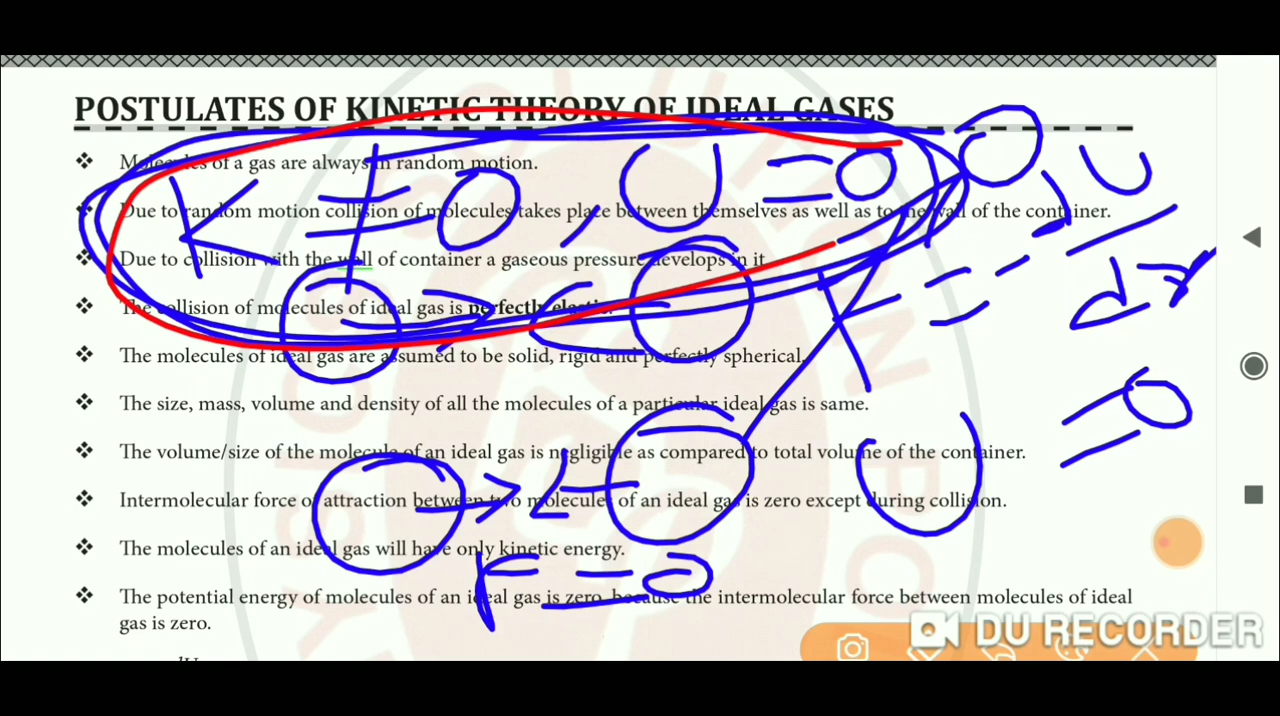 POSTULATES OF KINETIC THEORY OF IDEAL GASES
❖ Molecules of a gas are always in random motion.
❖ Due to random motion collision of molecules takes place between themselves as well as to the wall of the container.
❖ Due to collision with the wall of container a gaseous pressure develops in it
❖ The collision of molecules of ideal gas is perfectly elastic.
❖ The molecules of ideal gas are assumed to be solid, rigid and perfectly spherical.
❖ The size, mass, volume and density of all the molecules of a particular ideal gas is same.
❖ The volume/size of the molecule of an ideal gas is negligible as compared to total volume of the container.
❖ Intermolecular force of attraction between two molecules of an ideal gas is zero except during collision.
❖ The molecules of an ideal gas will have only kinetic energy.
❖ The potential energy of molecules of an ideal gas is zero, because the intermolecular force between molecules of ideal
gas is zero.
K ≠ 0, U = 0
F = - dU
dr
= 0
U
F = 0
DU RECORDER